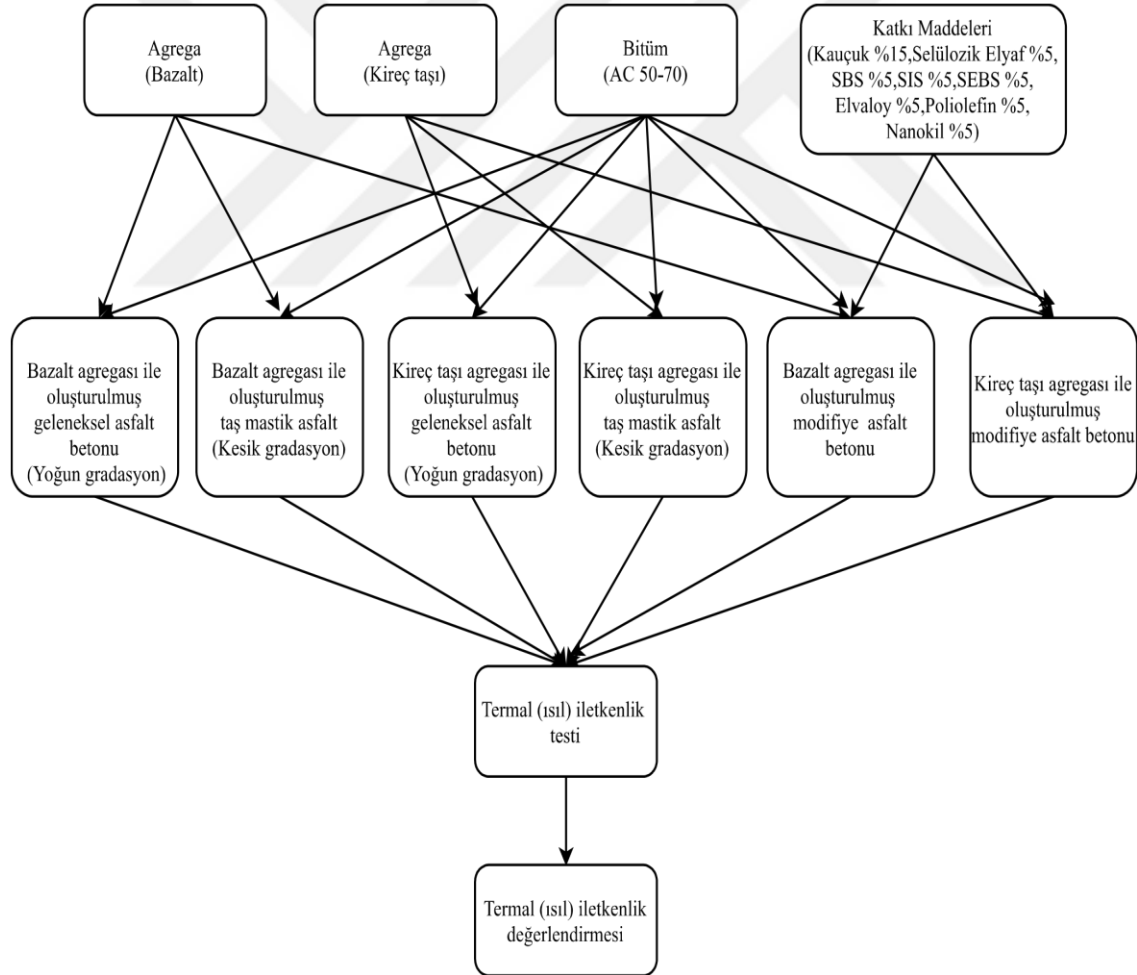 Agrega
(Bazalt)
Agrega
(Kireç taşı)
Bitüm
(AC 50-70)
Katkı Maddeleri
(Kauçuk %15,Selülozik Elyaf %5,
SBS %5,SIS %5,SEBS %5,
Elvaloy %5,Poliolefin %5,
Nanokil %5)
Bazalt agregası ile
oluşturulmuş
geleneksel asfalt
betonu
(Yoğun gradasyon)
Bazalt agregası ile
oluşturulmuş
taş mastik asfalt
(Kesik gradasyon)
Kireç taşı agregası ile
oluşturulmuş
geleneksel asfalt
betonu
(Yoğun gradasyon)
Kireç taşı agregası ile
oluşturulmuş
taş mastik asfalt
(Kesik gradasyon)
Bazalt agregası ile
oluşturulmuş
modifiye asfalt
betonu
Kireç taşı agregası ile
oluşturulmuş
modifiye asfalt betonu
Termal (ısıl) iletkenlik
testi
Termal (ısıl) iletkenlik
değerlendirmesi